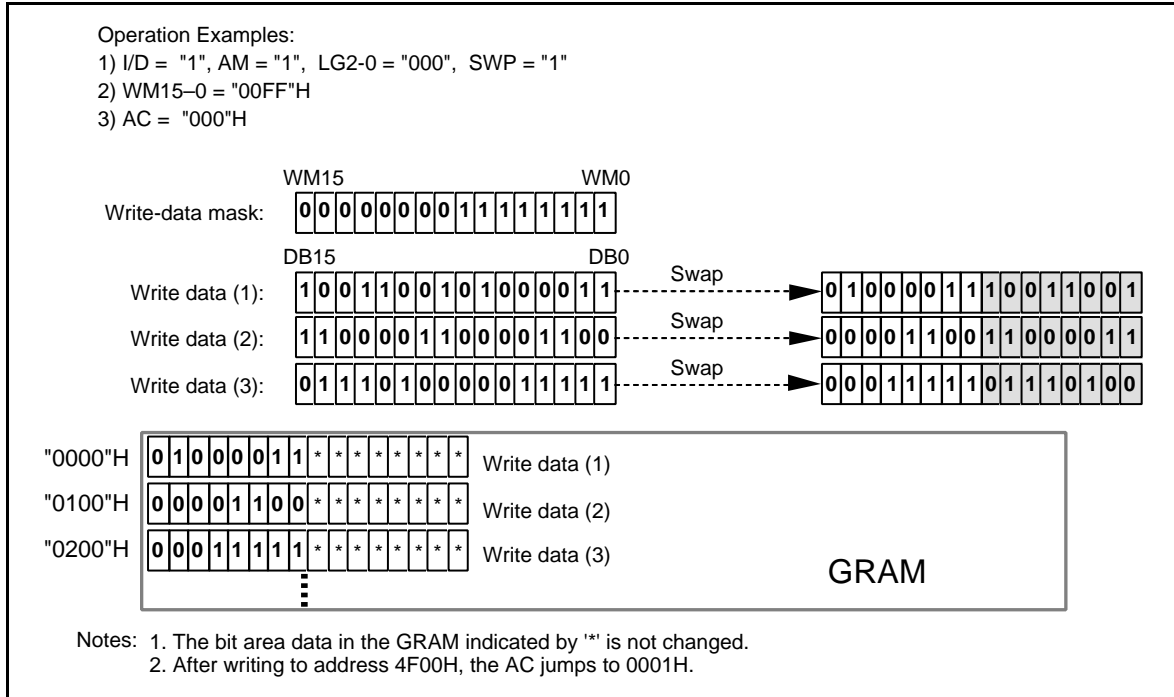 Operation Examples:
1) I/D = "1", AM = "1", LG2-0 = "000", SWP = "1"
2) WM15–0 = "00FF"H
3) AC = "000"H
WM15 WM0
Write-data mask: 0 0 0 0 0 0 0 0 1 1 1 1 1 1 1 1
DB15 DB0
Write data (1): 1 0 0 1 1 0 0 1 0 1 0 0 0 0 1 1 Swap 0 1 0 0 0 0 1 1 1 0 0 1 1 0 0 1
Write data (2): 1 1 0 0 0 0 1 1 0 0 0 0 1 1 0 0 Swap 0 0 0 0 1 1 0 0 1 1 0 0 0 0 1 1
Write data (3): 0 1 1 1 0 1 0 0 0 0 0 1 1 1 1 1 Swap 0 0 0 1 1 1 1 1 0 1 1 1 0 1 0 0
"0000"H 0 1 0 0 0 0 1 1 * * * * * * * * Write data (1)
"0100"H 0 0 0 0 1 1 0 0 * * * * * * * * Write data (2)
"0200"H 0 0 0 1 1 1 1 1 * * * * * * * * Write data (3)
GRAM
Notes: 1. The bit area data in the GRAM indicated by '*' is not changed.
2. After writing to address 4F00H, the AC jumps to 0001H.